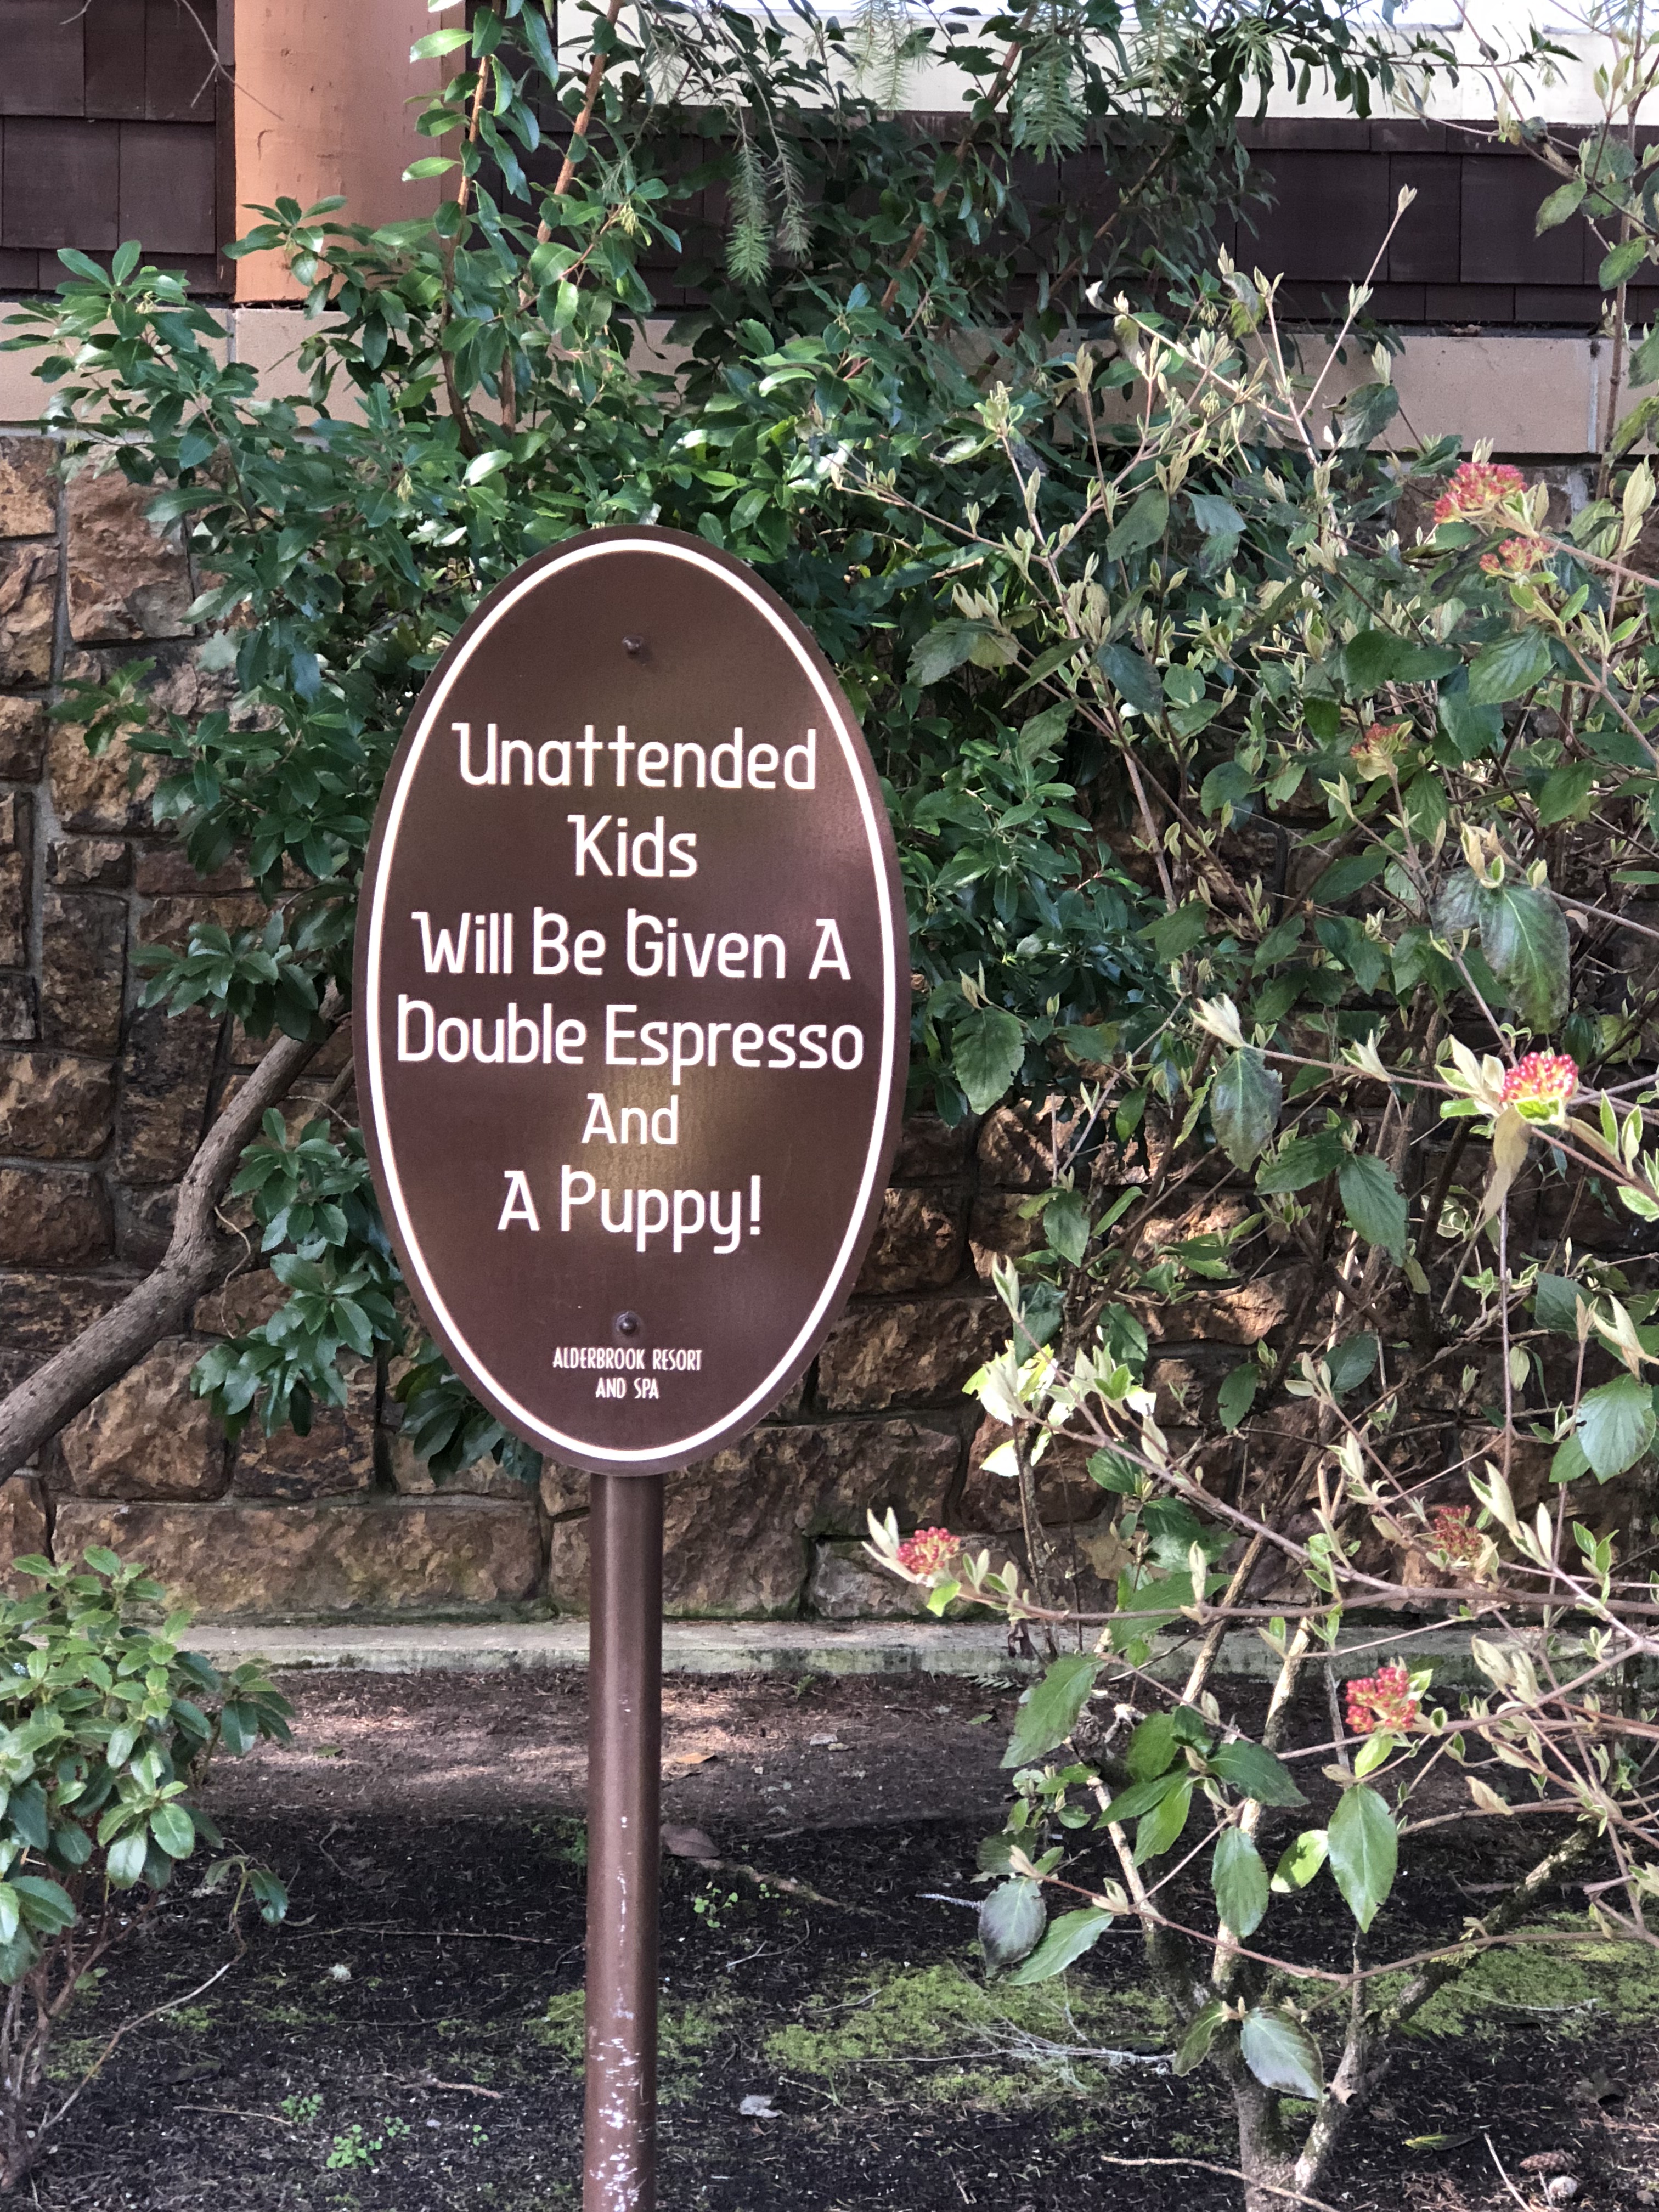 Unattended
Kids
Will Be Given A
Double Espresso
And
A Puppy!
ALDERBROOK RESORT
AND SPA